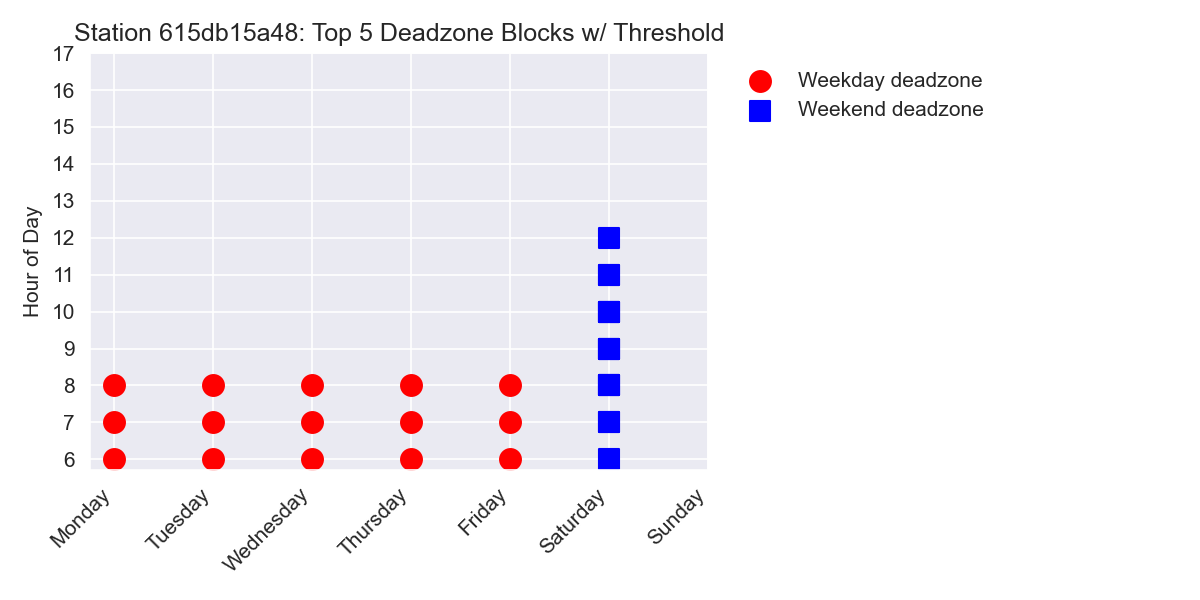 Station 615db15a48: Top 5 Deadzone Blocks w/ Threshold
Weekday deadzone
Weekend deadzone
Hour of Day
17
16
15
14
13
12
11
10
9
8
7
6
Monday
Tuesday
Wednesday
Thursday
Friday
Saturday
Sunday